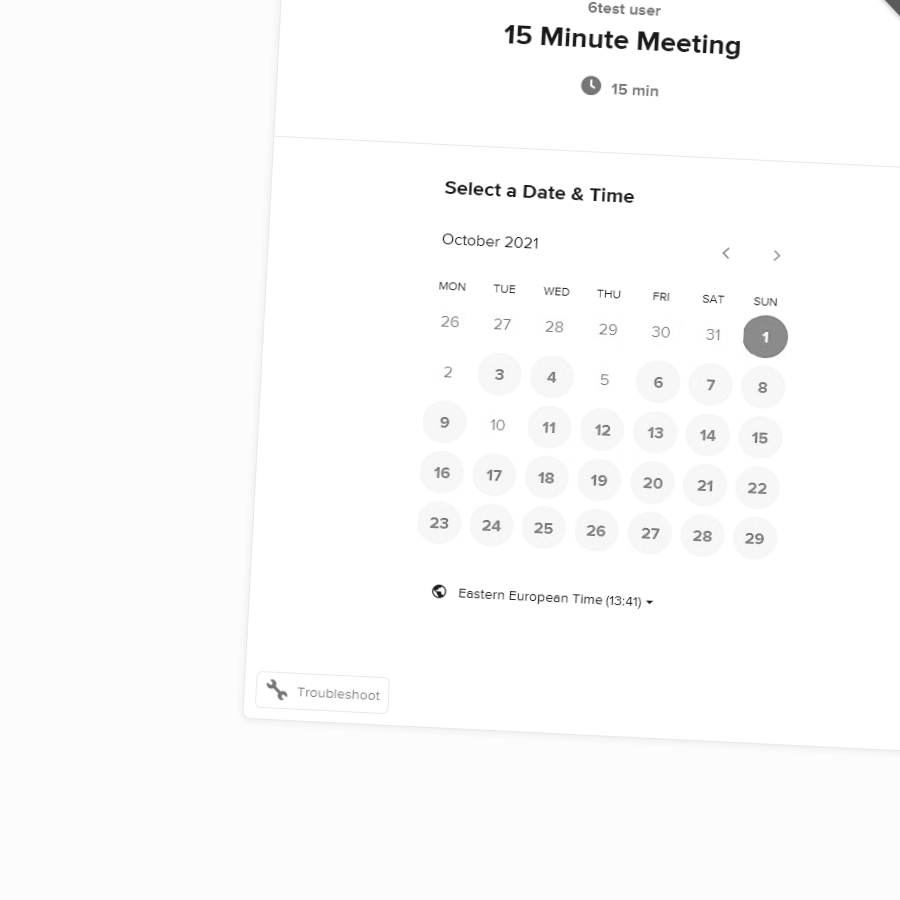 6test user
15 Minute Meeting
15 min
Select a Date & Time
October 2021
MON TUE WED THU FRI SAT SUN
26 27 28 29 30 31 1
2 3 4 5 6 7 8
9 10 11 12 13 14 15
16 17 18 19 20 21 22
23 24 25 26 27 28 29
Eastern European Time (13:41)
Troubleshoot